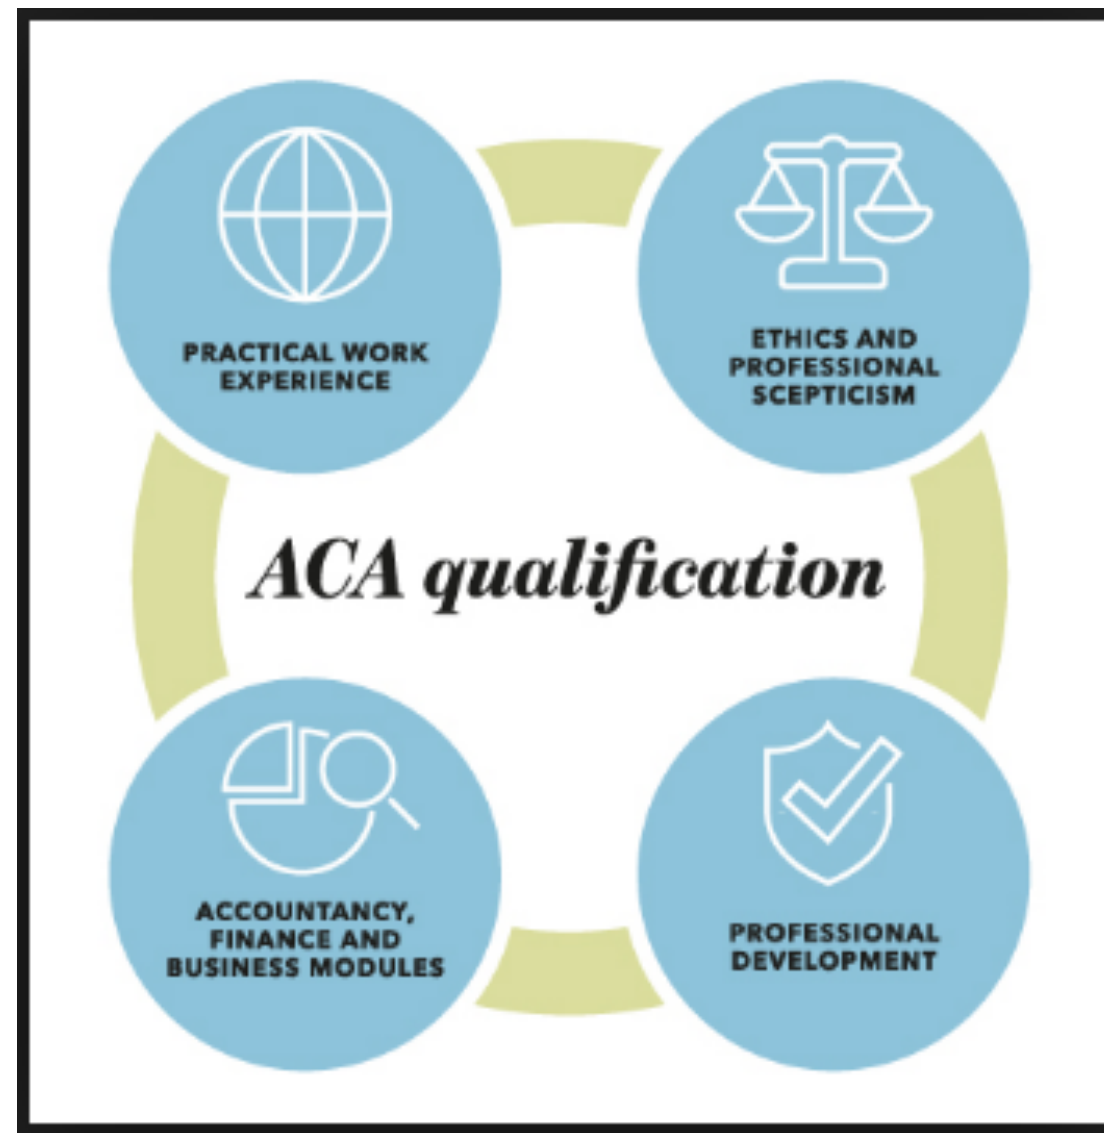 PRACTICAL WORK
EXPERIENCE
ETHICS AND
PROFESSIONAL
SCEPTICISM
ACA qualification
ACCOUNTANCY,
FINANCE AND
BUSINESS MODULES
PROFESSIONAL
DEVELOPMENT